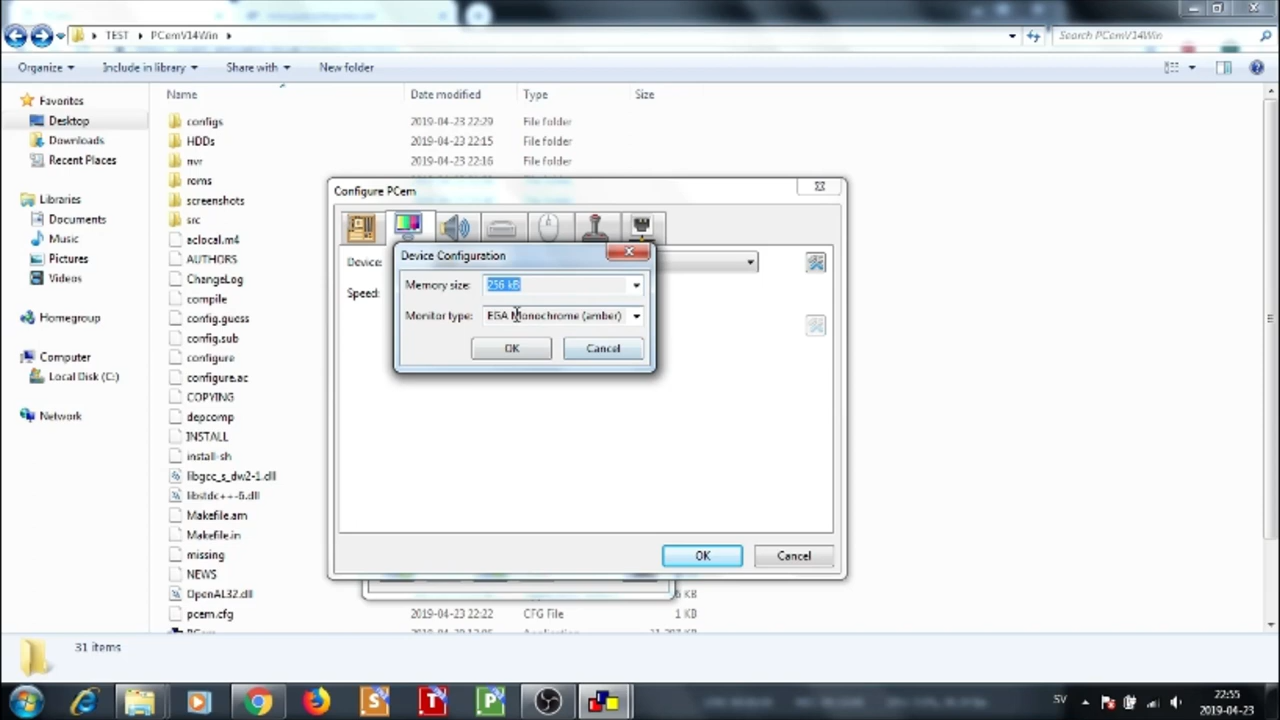 TEST PCemV14Win
Search PCemV14Win
Organize Include in library Share with New folder
Name Date modified Type Size
Favorites
Desktop
Downloads
Recent Places
Libraries
Documents
Music
Pictures
Videos
Homegroup
Computer
Local Disk (C:)
Network
configs 2019-04-23 22:29 File folder
HDDs 2019-04-23 22:15 File folder
nvr 2019-04-23 22:16 File folder
roms
screenshots
src
aclocal.m4
AUTHORS
ChangeLog
compile
config.guess
config.sub
configure
configure.ac
COPYING
depcomp
INSTALL
install-sh
libgcc_s_dw2-1.dll
libstdc++-6.dll
Makefile.am
Makefile.in
missing
NEWS
OpenAL32.dll KB
pcem.cfg 2019-04-23 22:22 CFG File 1 KB
Configure PCem
Device:
Speed:
Device Configuration
Memory size: 256 kB
Monitor type: EGA Monochrome (amber)
OK Cancel
OK Cancel
31 items
SV
22:55
2019-04-23